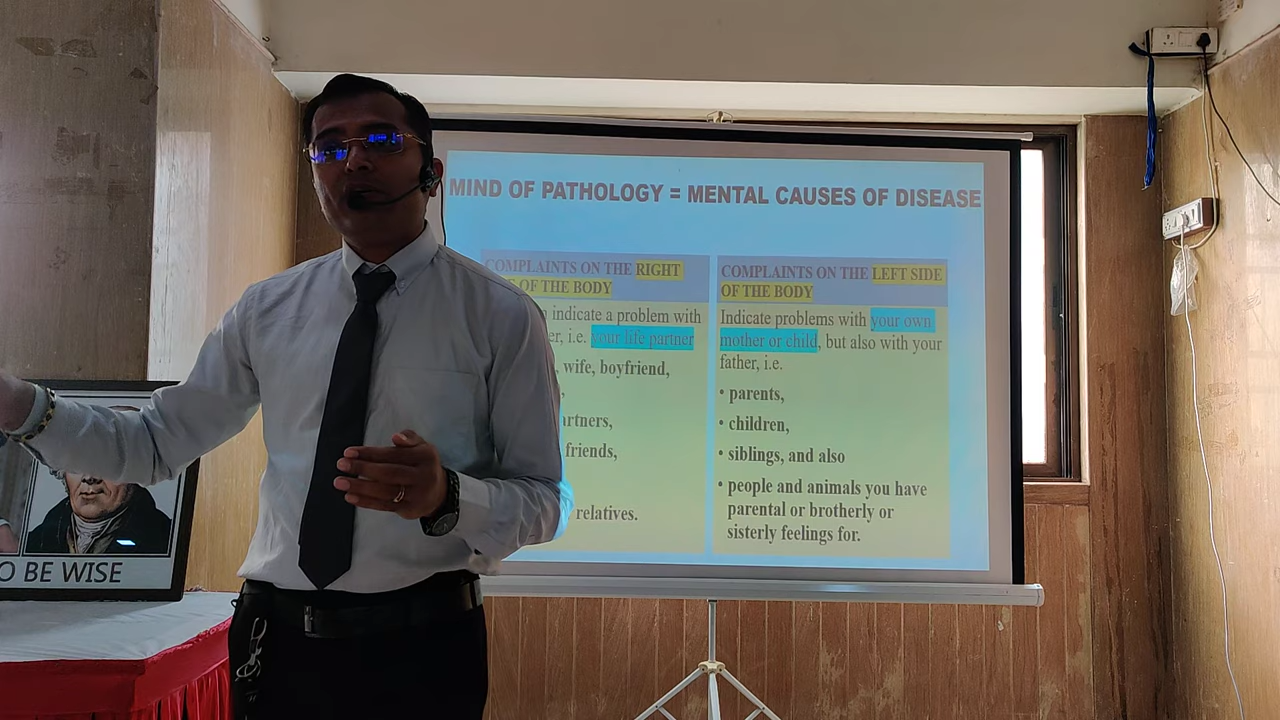 MIND OF PATHOLOGY = MENTAL CAUSES OF DISEASE
COMPLAINTS ON THE RIGHT
OF THE BODY
indicate a problem with
i.e. your life partner
wife, boyfriend,
friends,
relatives.
COMPLAINTS ON THE LEFT SIDE
OF THE BODY
Indicate problems with your own
mother or child, but also with your
father, i.e.
• parents,
• children,
• siblings, and also
• people and animals you have
parental or brotherly or
sisterly feelings for.
O BE WISE